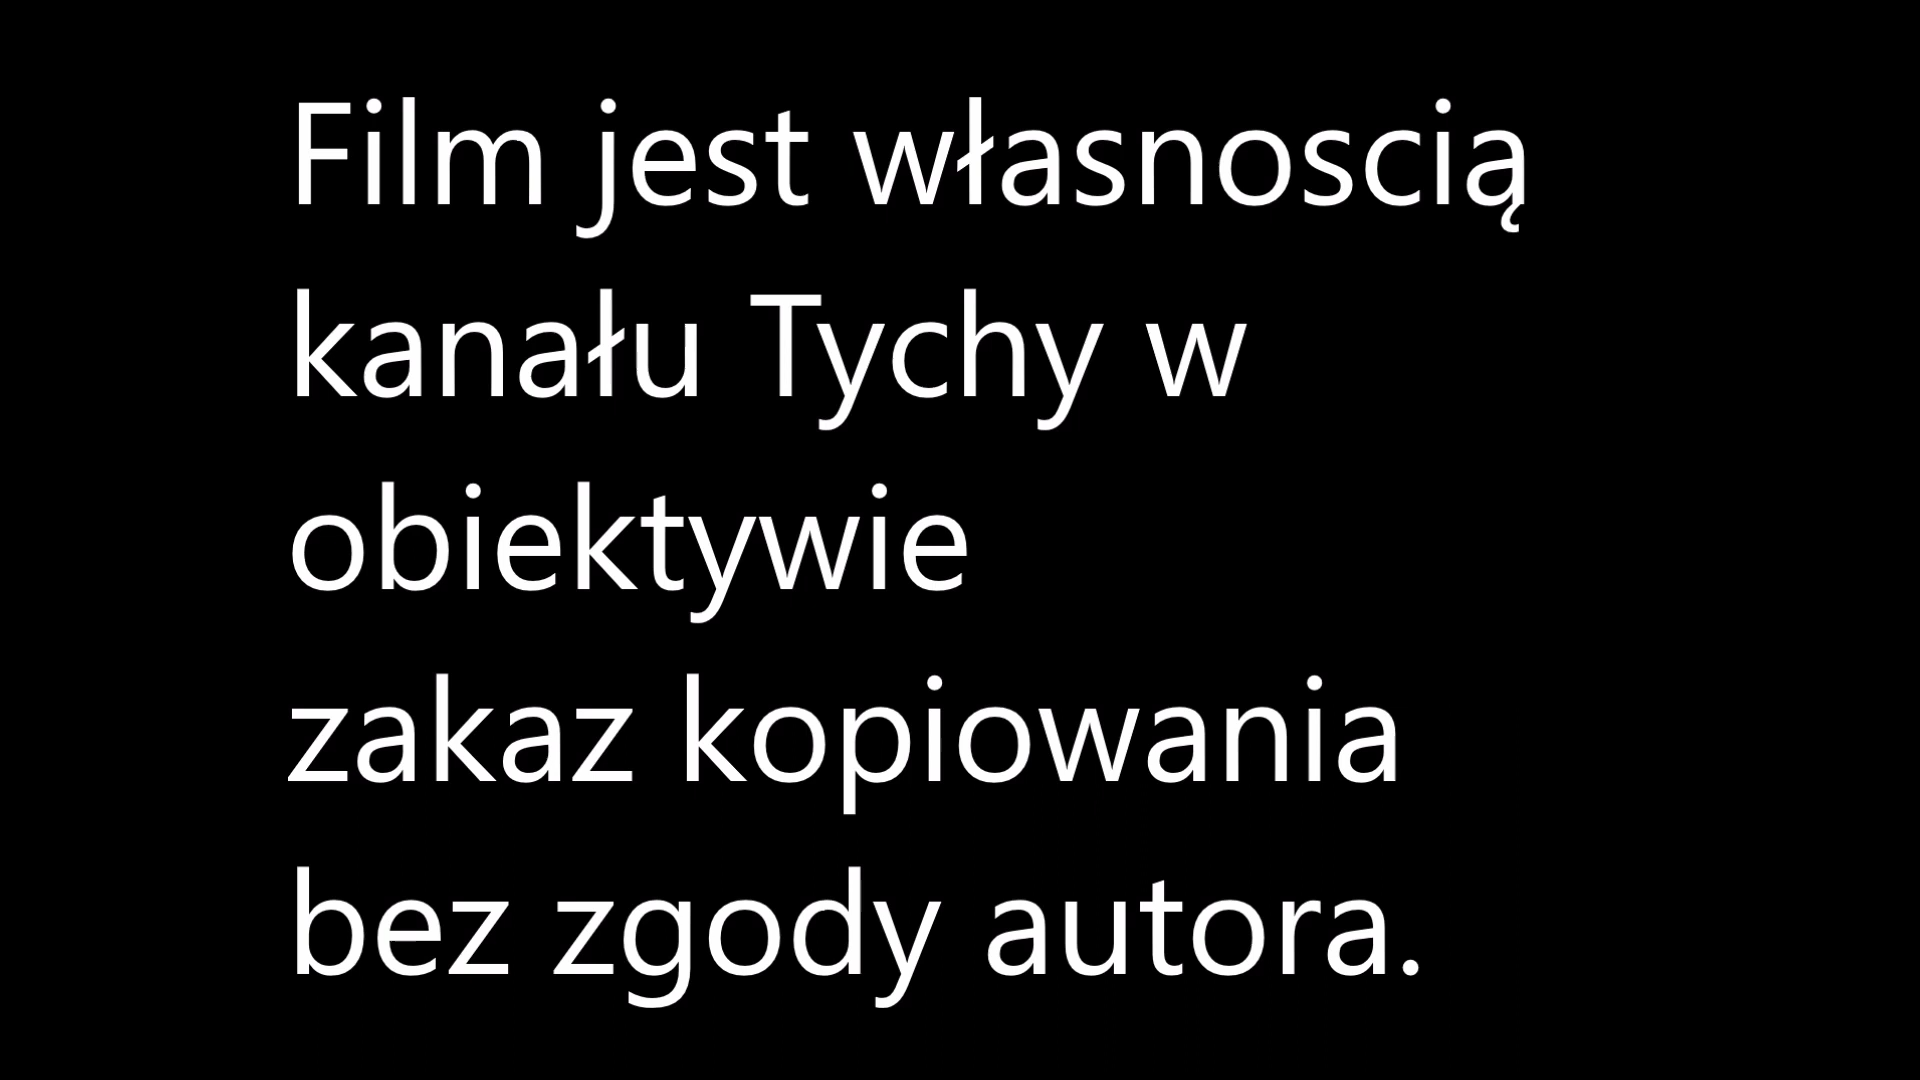 Film jest własnoscią
kanału Tychy w
obiektywie
zakaz kopiowania
bez zgody autora.